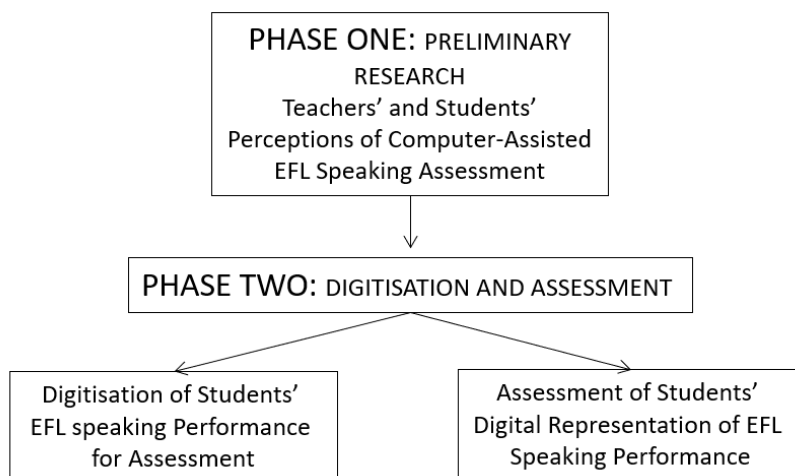 PHASE ONE: PRELIMINARY
RESEARCH
Teachers’ and Students’
Perceptions of Computer-Assisted
EFL Speaking Assessment
PHASE TWO: DIGITISATION AND ASSESSMENT
Digitisation of Students’
EFL speaking Performance
for Assessment
Assessment of Students’
Digital Representation of EFL
Speaking Performance